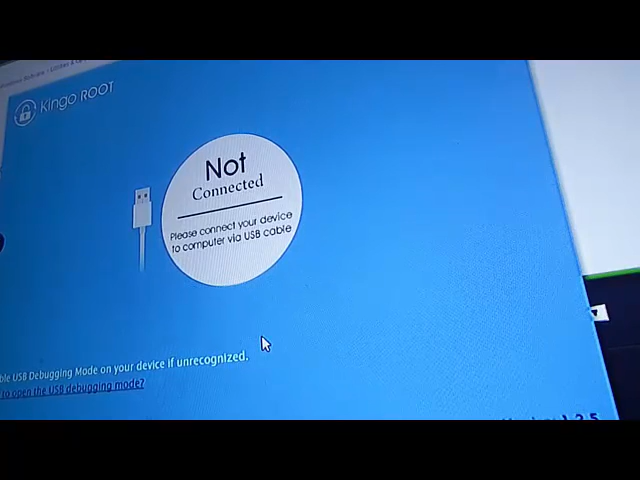 Kingo ROOT
Not
Connected
Please connect your device
to computer via USB cable
ble USB Debugging Mode on your device if unrecognized.
to open the USB debugging mode?